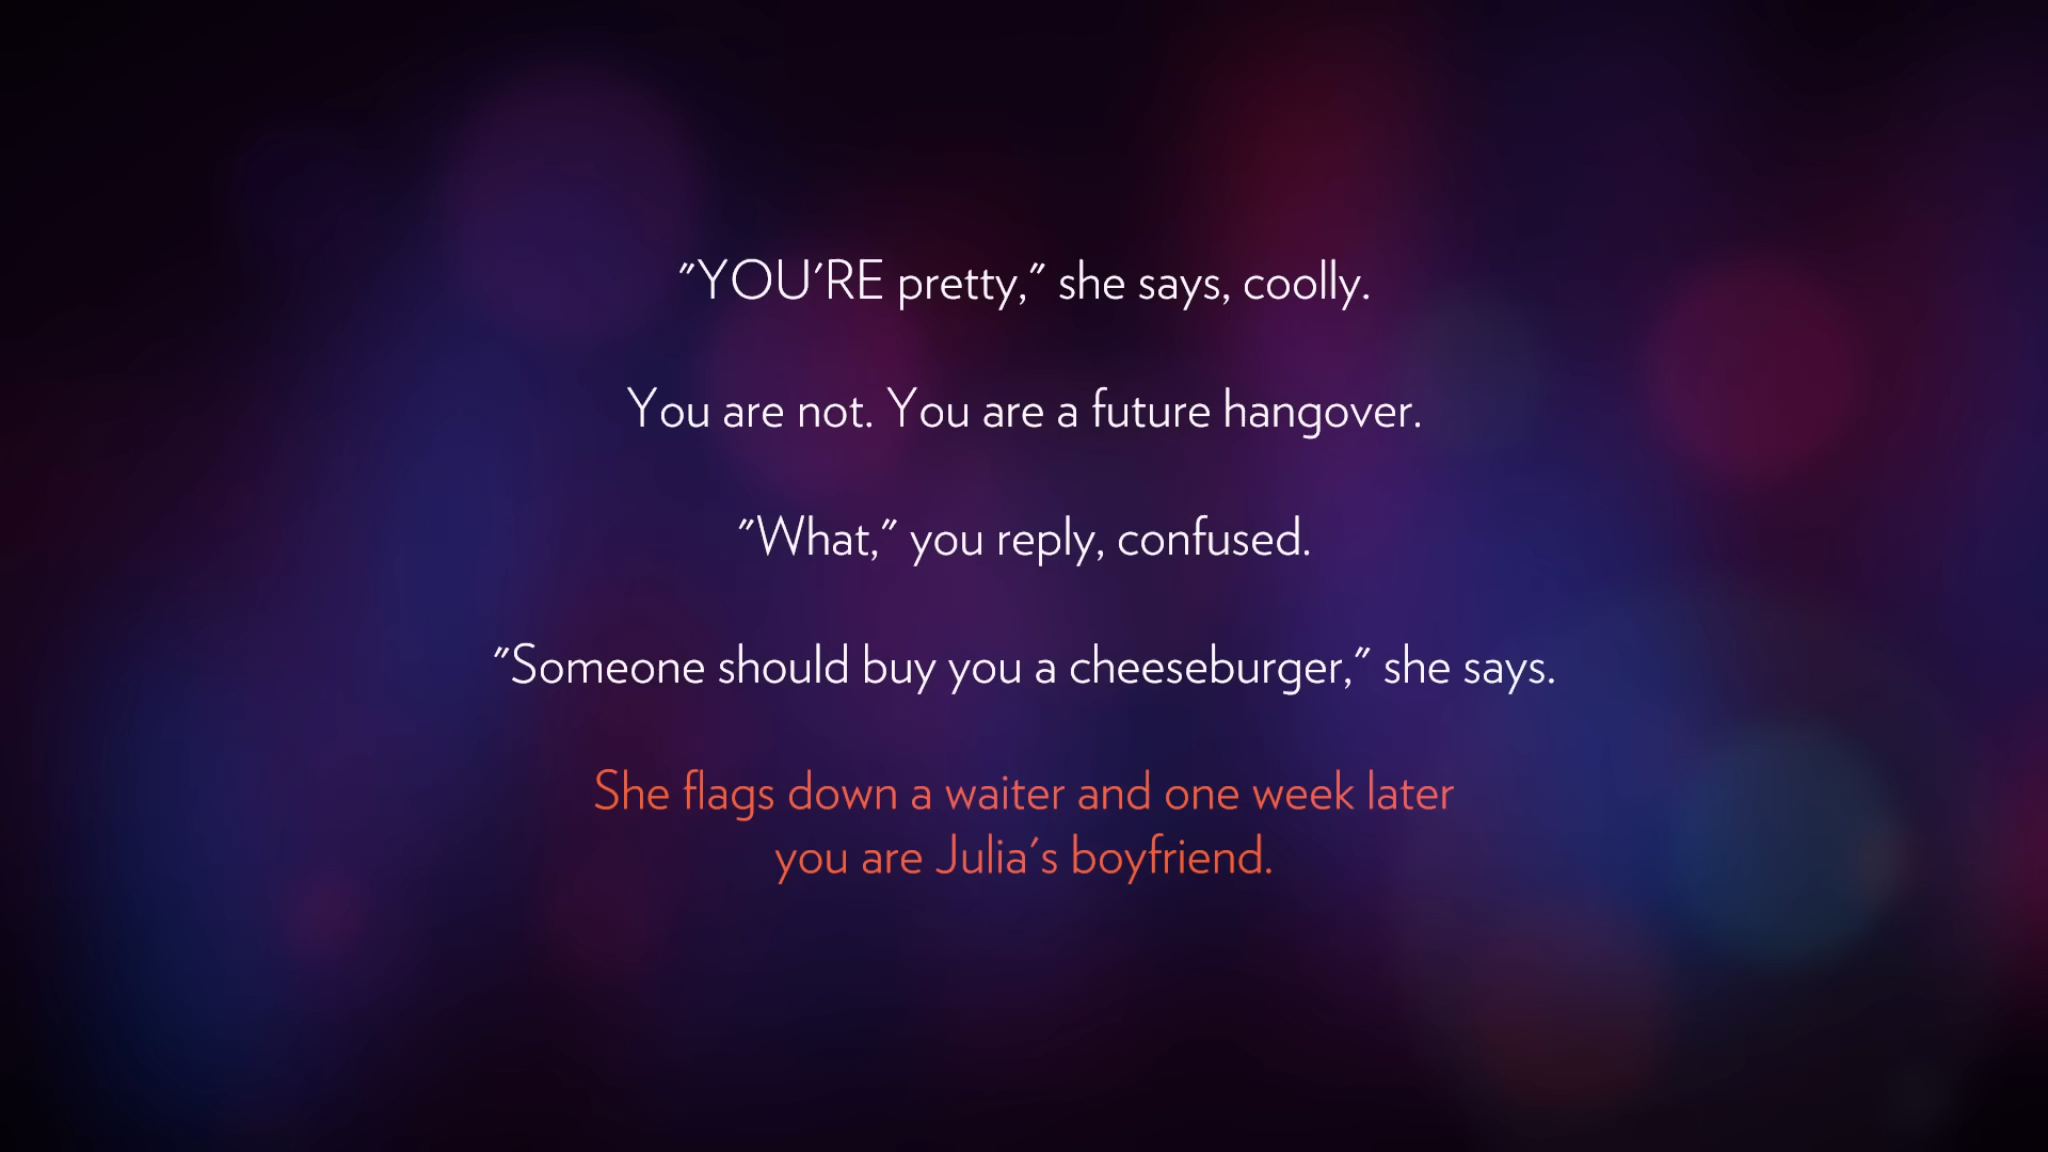 "YOU'RE pretty," she says, coolly.
You are not. You are a future hangover.
"What," you reply, confused.
"Someone should buy you a cheeseburger," she says.
She flags down a waiter and one week later
you are Julia's boyfriend.